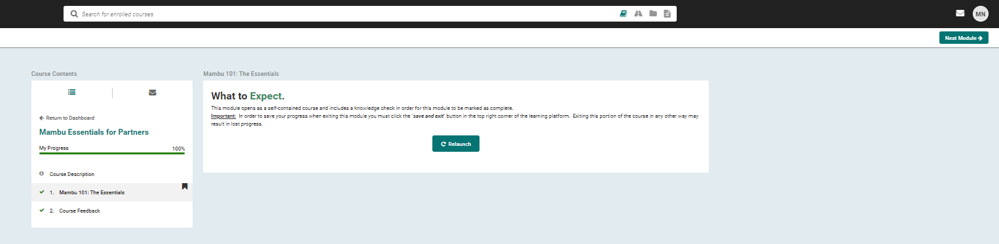 Search for enrolled courses
MN
Next Module
Course Contents
Return to Dashboard
Mambu Essentials for Partners
My Progress 100%
Course Description
1. Mambu 101: The Essentials
2. Course Feedback
Mambu 101: The Essentials
What to Expect.
This module opens as a self-contained course and includes a knowledge check in order for this module to be marked as complete.
Important: In order to save your progress when exiting this module you must click the 'save and exit' button in the top right corner of the learning platform. Exiting this portion of the course in any other way may
result in lost progress.
Relaunch